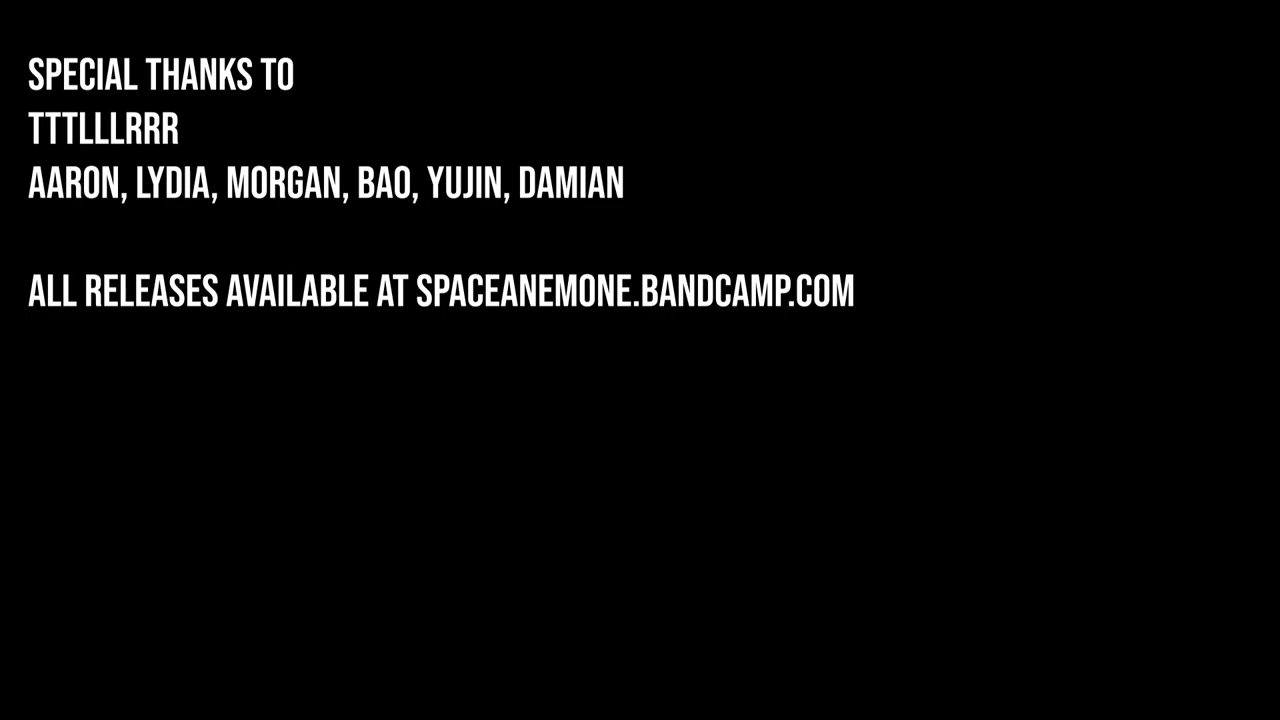 SPECIAL THANKS TO
TTTLLLRRR
AARON, LYDIA, MORGAN, BAO, YUJIN, DAMIAN
ALL RELEASES AVAILABLE AT SPACEANEMONE.BANDCAMP.COM